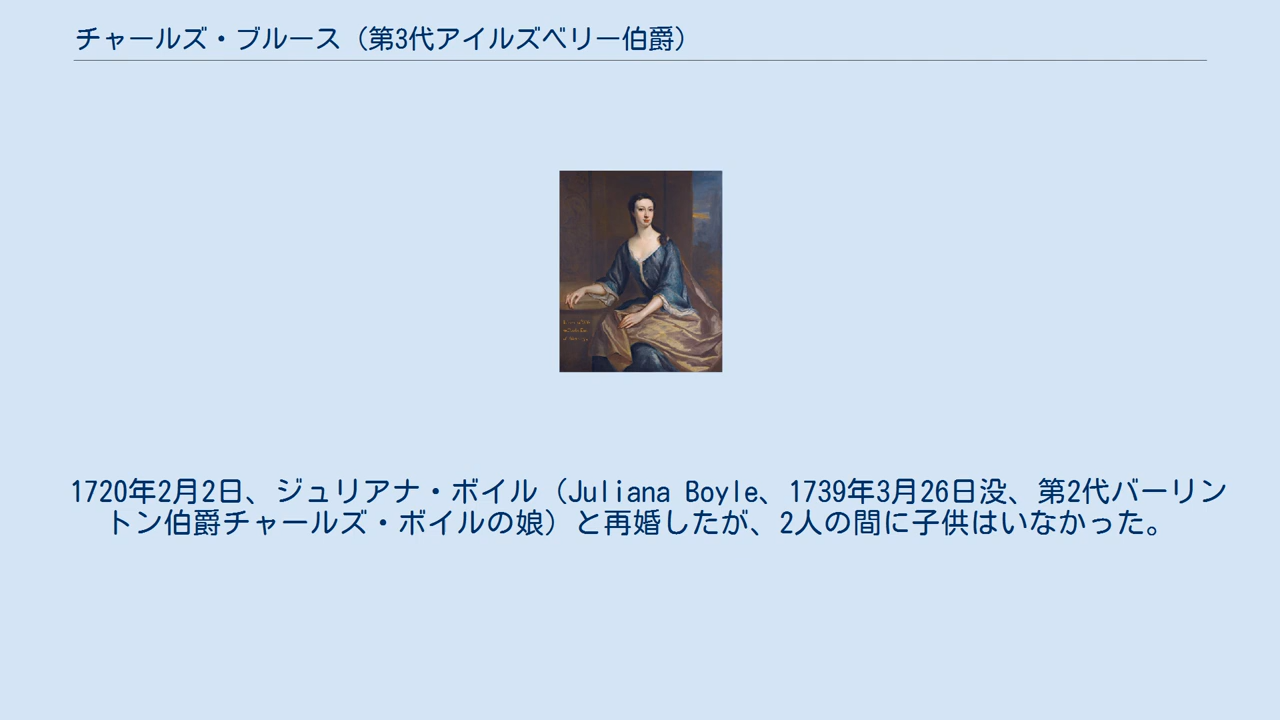 チャールズ・ブルース（第3代アイルズベリー伯爵）
1720年2月2日、ジュリアナ・ボイル（Juliana Boyle、1739年3月26日没、第2代バーリン
トン伯爵チャールズ・ボイルの娘）と再婚したが、2人の間に子供はいなかった。